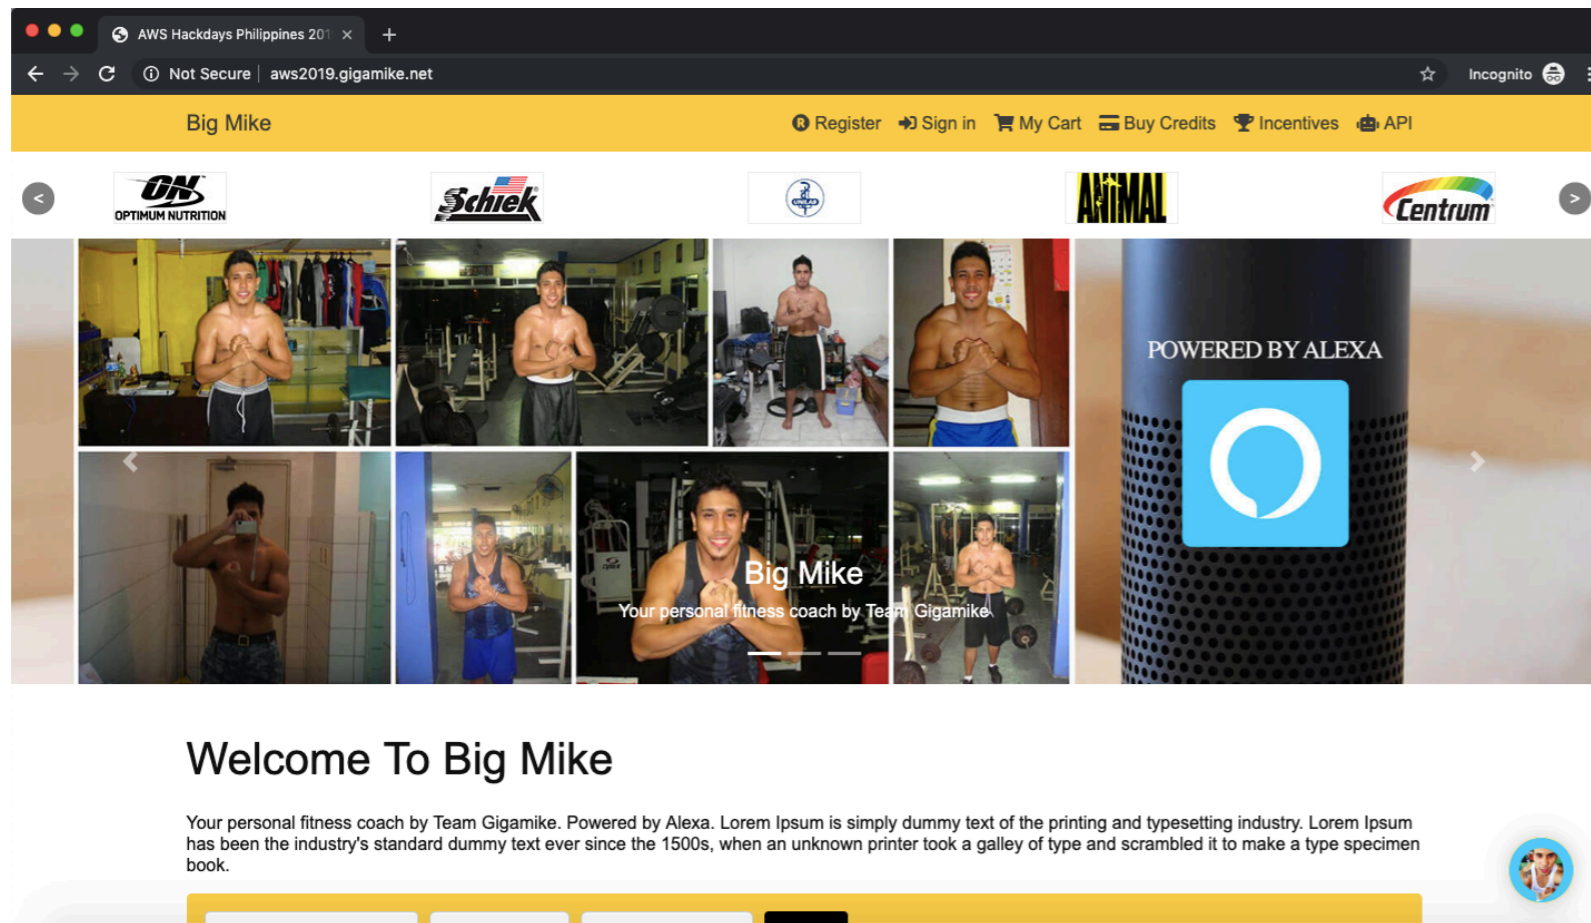 AWS Hackdays Philippines 201
Not Secure | aws2019.gigamike.net
Incognito
Big Mike
Register Sign in My Cart Buy Credits Incentives API
<
ON
OPTIMUM NUTRITION
Schiek
UNILAB
ANIMAL
Centrum
>
POWERED BY ALEXA
Big Mike
Your personal fitness coach by Team Gigamike
Welcome To Big Mike
Your personal fitness coach by Team Gigamike. Powered by Alexa. Lorem Ipsum is simply dummy text of the printing and typesetting industry. Lorem Ipsum
has been the industry's standard dummy text ever since the 1500s, when an unknown printer took a galley of type and scrambled it to make a type specimen
book.